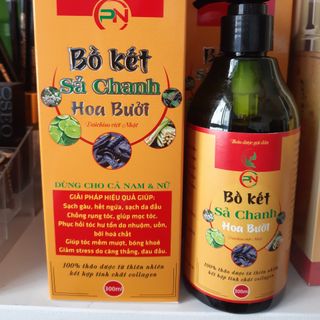 PN
Bồ kết
Sả Chanh
Hoa Bưởi
DÙNG CHO CẢ NAM & NỮ
GIẢI PHÁP HIỆU QUẢ GIÚP:
Sạch gàu, hết ngứa, sạch da đầu
Chống rụng tóc, giúp mọc tóc.
Phục hồi tóc hư tổn do nhuộm, uốn,
bởi hoá chất
Giúp tóc mềm mượt, bóng khoẻ
Giảm stress do căng thẳng, đau đầu.
100% thảo dược từ thiên nhiên
kết hợp tinh chất collagen
300ml
PN
Bồ kết
Sả Chanh
Hoa Bưởi
100% thảo dược từ thiên nhiên
kết hợp tinh chất collagen
300ml